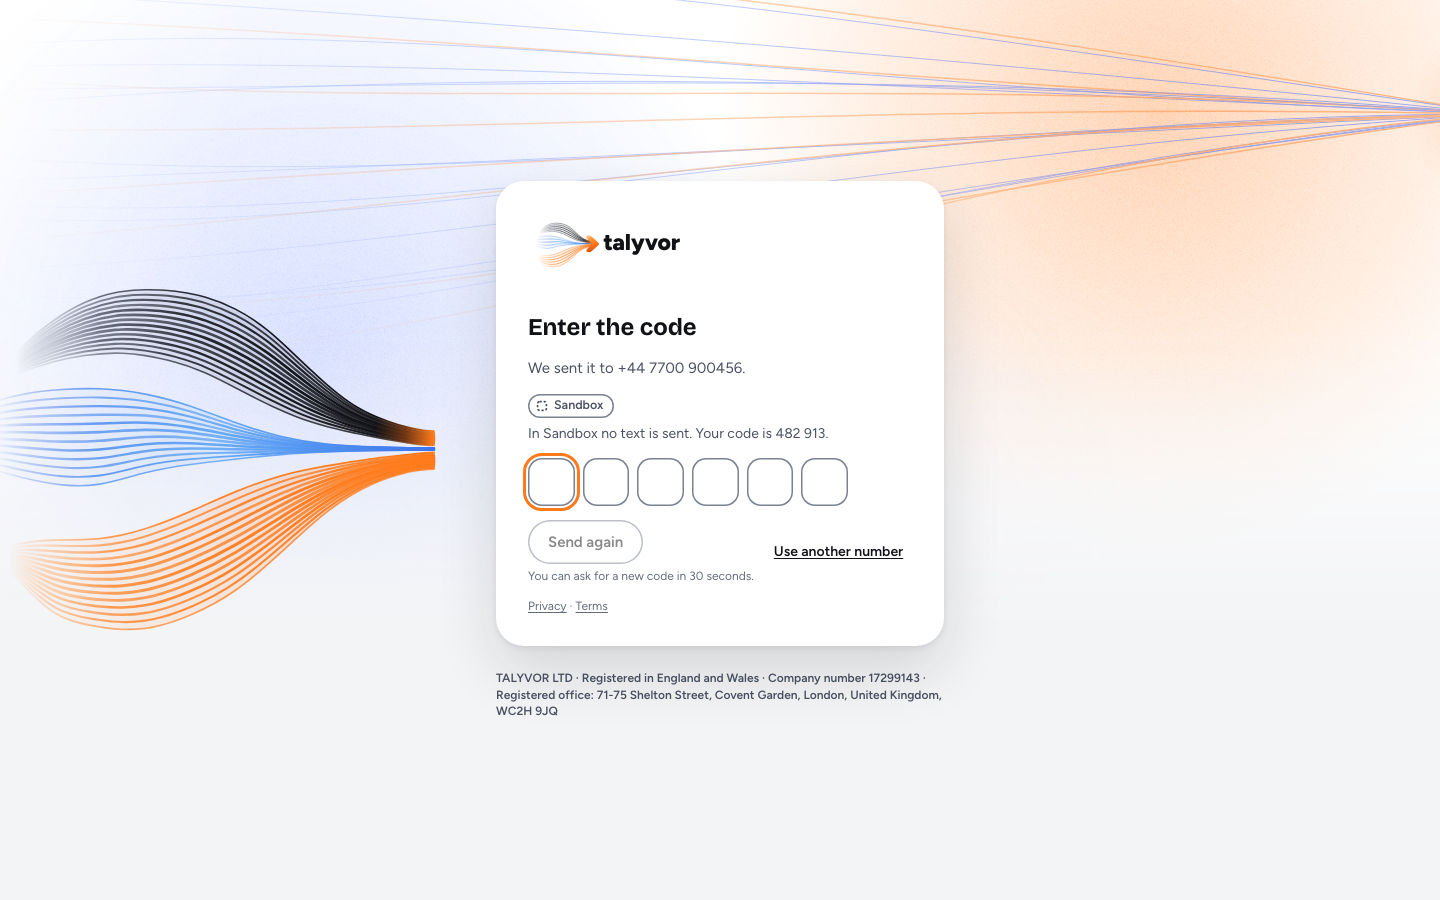 talyvor
Enter the code
We sent it to +44 7700 900456.
Sandbox
In Sandbox no text is sent. Your code is 482 913.
Send again
Use another number
You can ask for a new code in 30 seconds.
Privacy · Terms
TALYVOR LTD · Registered in England and Wales · Company number 17299143 ·
Registered office: 71-75 Shelton Street, Covent Garden, London, United Kingdom,
WC2H 9JQ